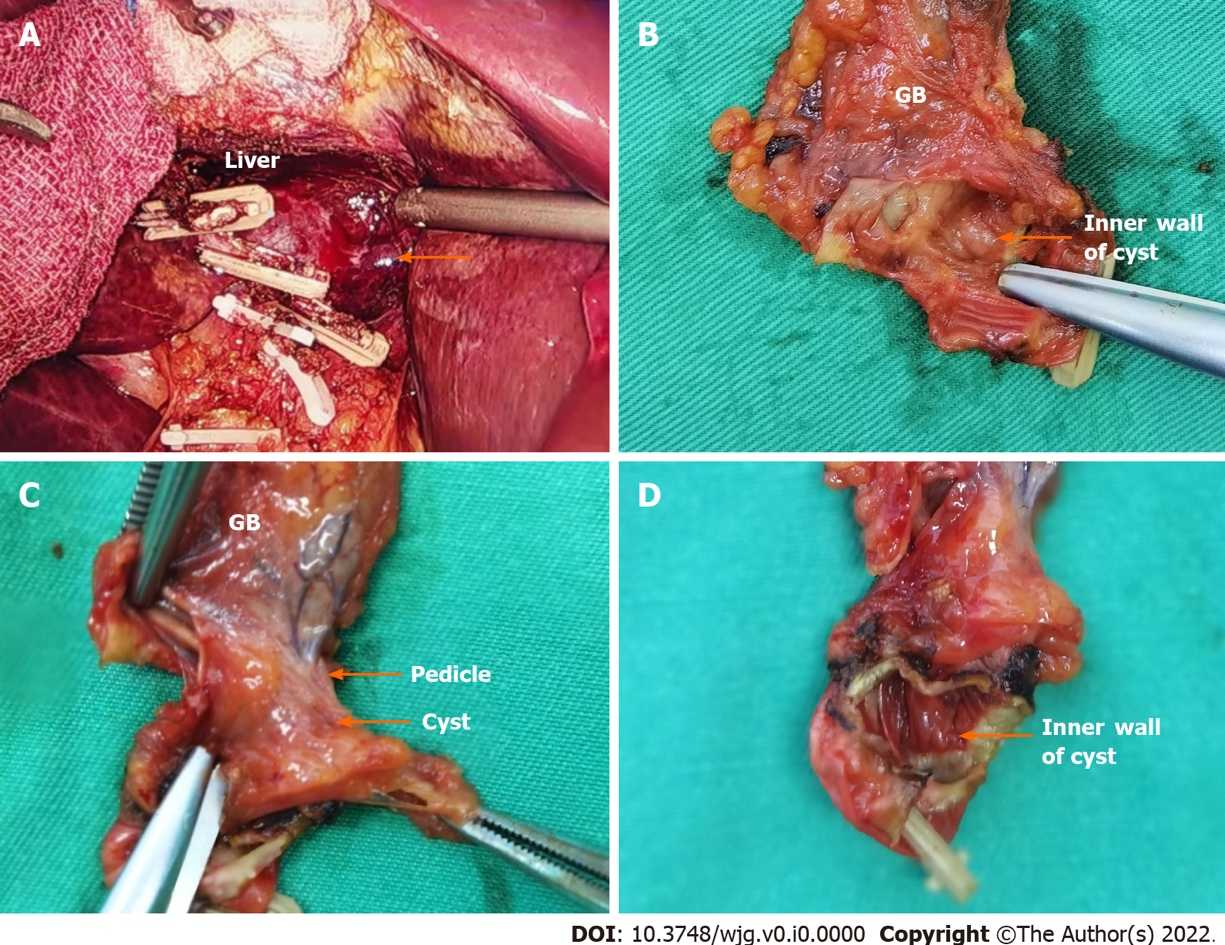 A
Liver
B
GB
Inner wall
of cyst
C
GB
Pedicle
Cyst
D
Inner wall
of cyst
DOI: 10.3748/wjg.v0.i0.0000 Copyright ©The Author(s) 2022.